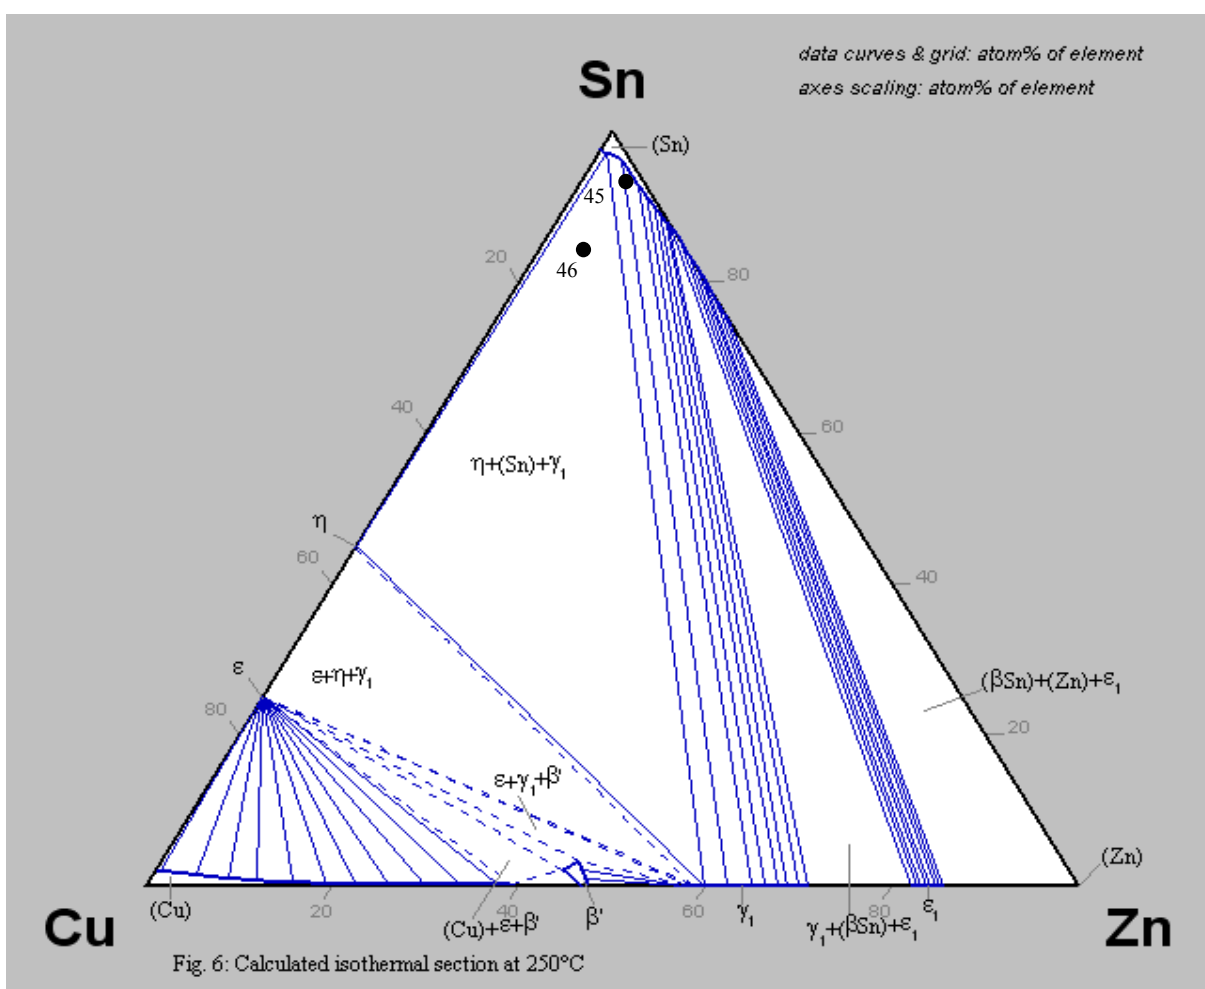 data curves & grid: atom% of element
Sn
axes scaling: atom% of element
(Sn)
45
20
46
80
40
60
η+(Sn)+γ₁
η
60
40
ε
ε+η+γ₁
(βSn)+(Zn)+ε₁
80
20
ε+γ₁+β'
(Zn)
(Cu)
20
40
60
80
Cu
(Cu)+ε+β'
β'
γ₁
γ₁+(βSn)+ε₁
ε₁
Zn
Fig. 6: Calculated isothermal section at 250°C